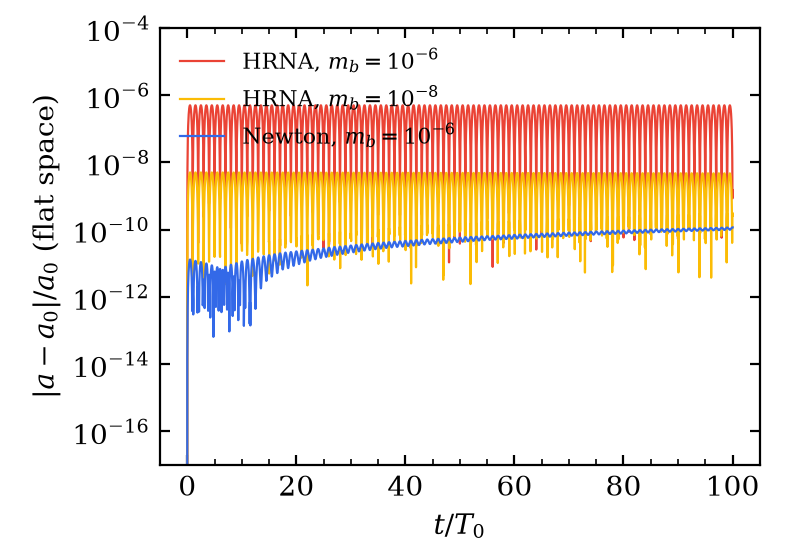 HRNA, m_b = 10^−6
HRNA, m_b = 10^−8
Newton, m_b = 10^−6
|a − a_0|/a_0 (flat space)
10^−4
10^−6
10^−8
10^−10
10^−12
10^−14
10^−16
0 20 40 60 80 100
t/T_0